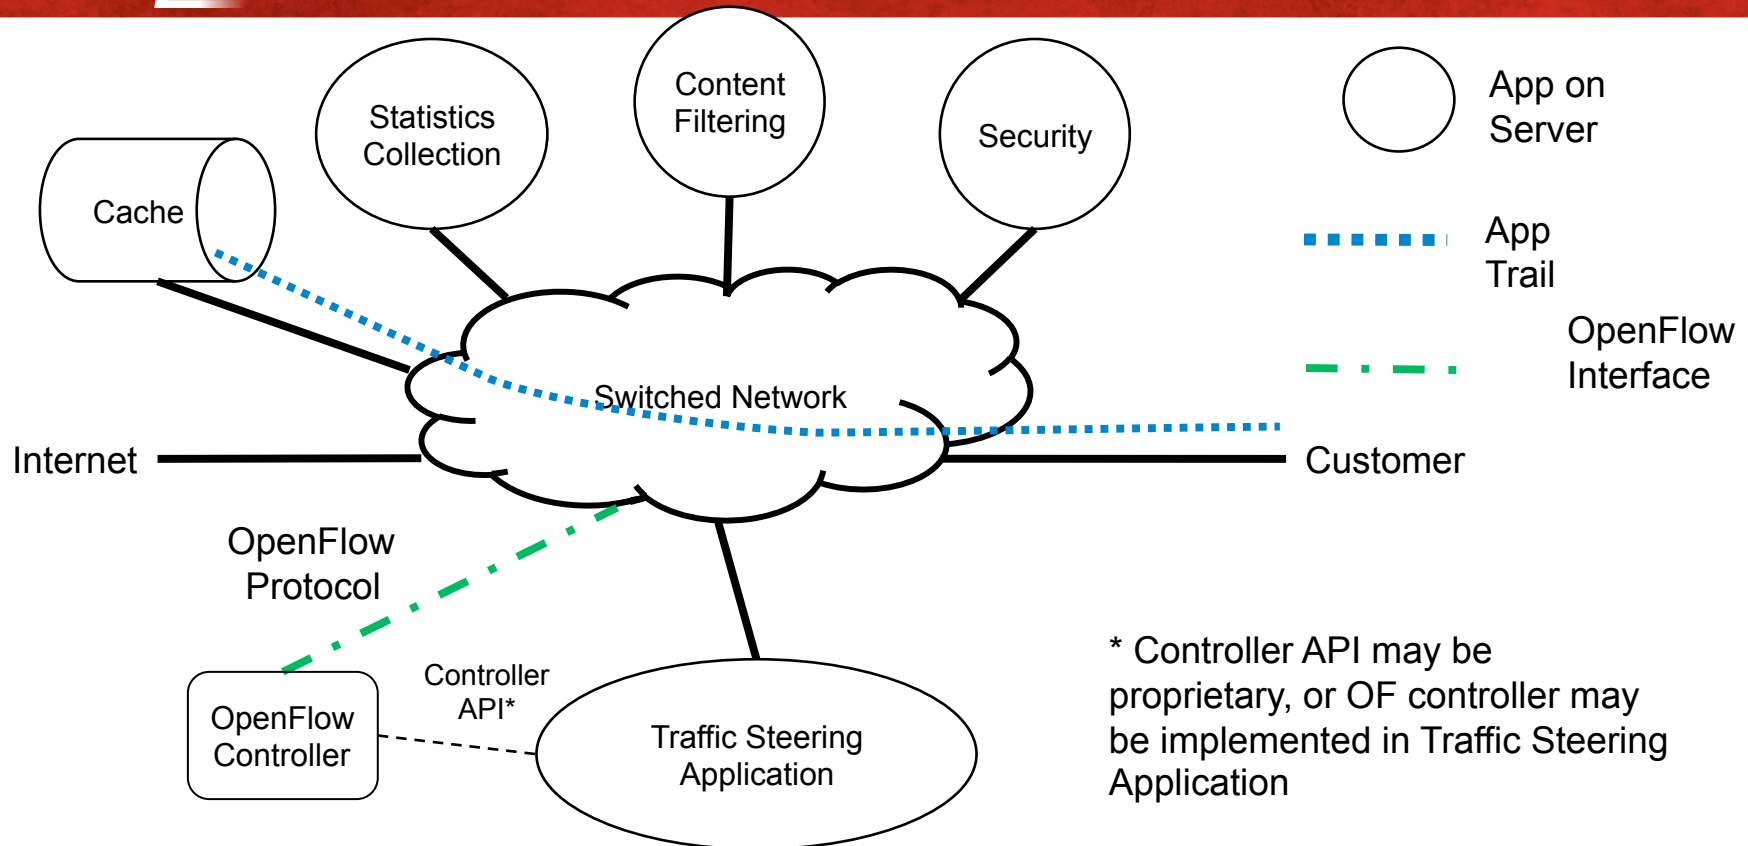 Content
Filtering
Statistics
Collection
Security
App on
Server
Cache
App
Trail
OpenFlow
Interface
Switched Network
Internet
Customer
OpenFlow
Protocol
Controller
API*
OpenFlow
Controller
Traffic Steering
Application
* Controller API may be
proprietary, or OF controller may
be implemented in Traffic Steering
Application